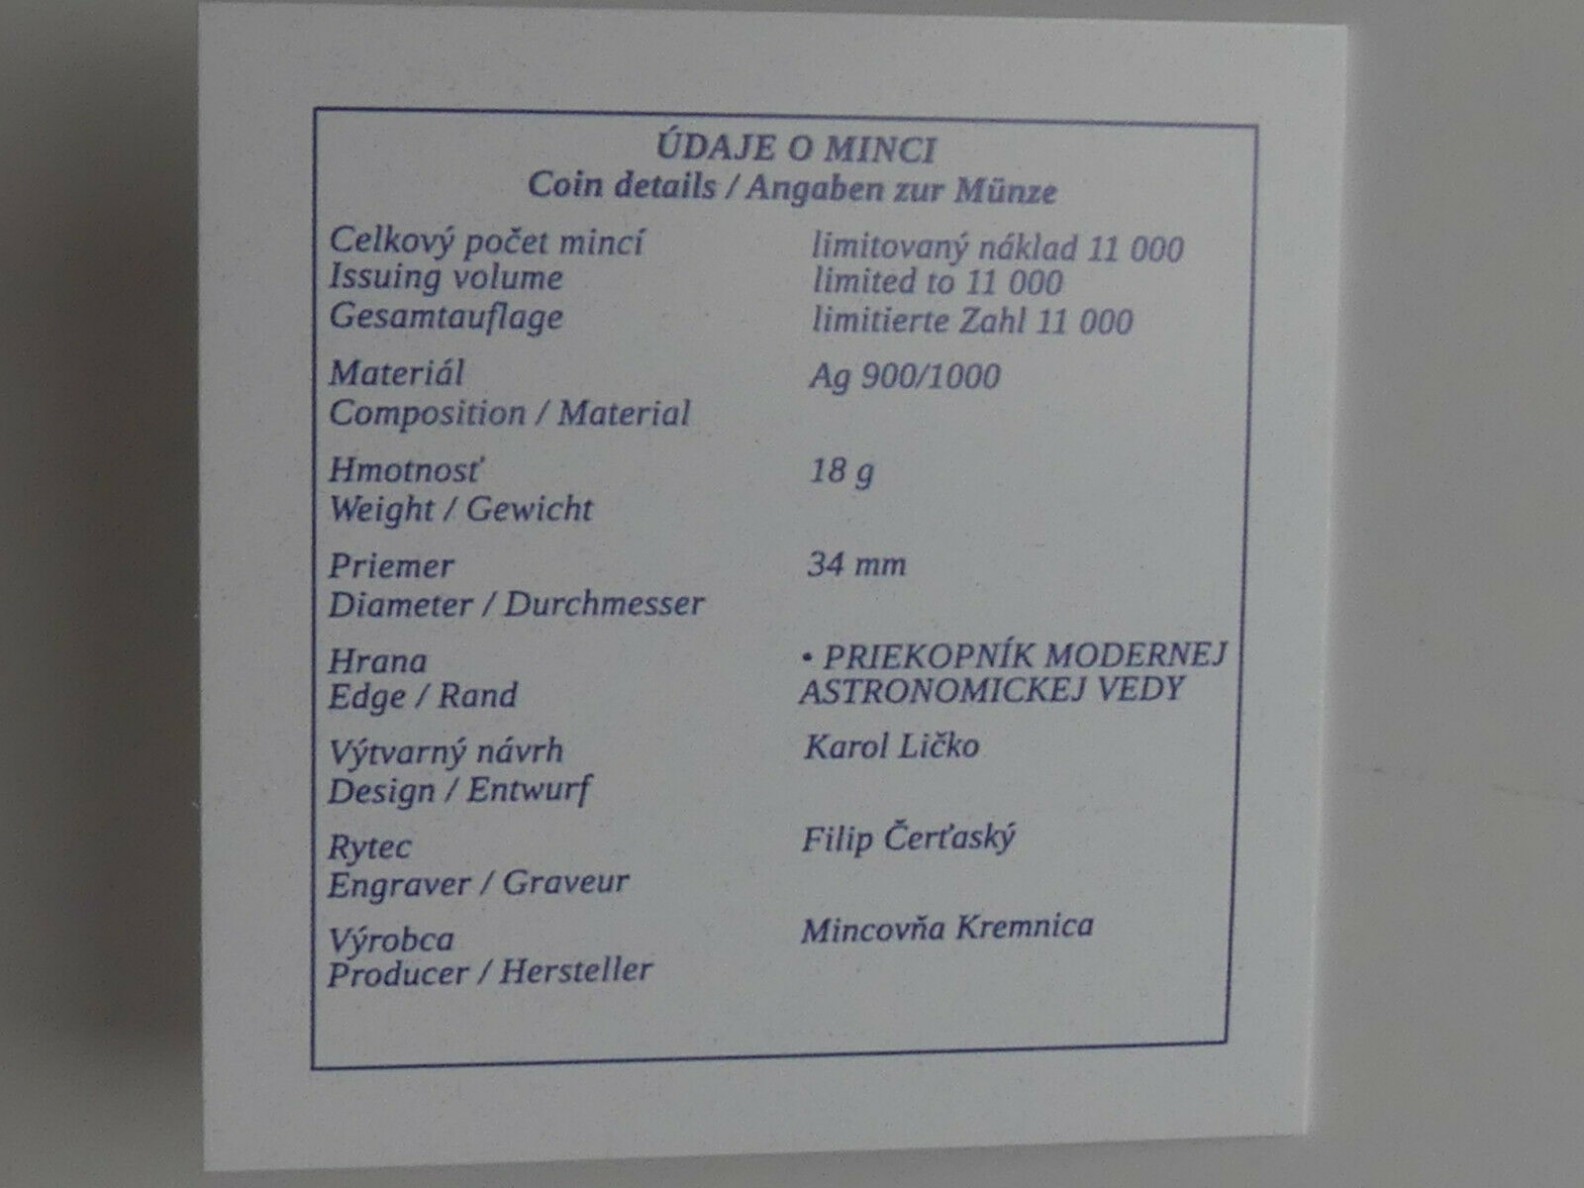 ÚDAJE O MINCI
Coin details / Angaben zur Münze
Celkový počet mincí limitovaný náklad 11 000
Issuing volume limited to 11 000
Gesamtauflage limitierte Zahl 11 000
Materiál Ag 900/1000
Composition / Material
Hmotnosť 18 g
Weight / Gewicht
Priemer 34 mm
Diameter / Durchmesser
Hrana • PRIEKOPNÍK MODERNEJ
Edge / Rand ASTRONOMICKEJ VEDY
Výtvarný návrh Karol Ličko
Design / Entwurf
Rytec Filip Čerťaský
Engraver / Graveur
Výrobca Mincovňa Kremnica
Producer / Hersteller